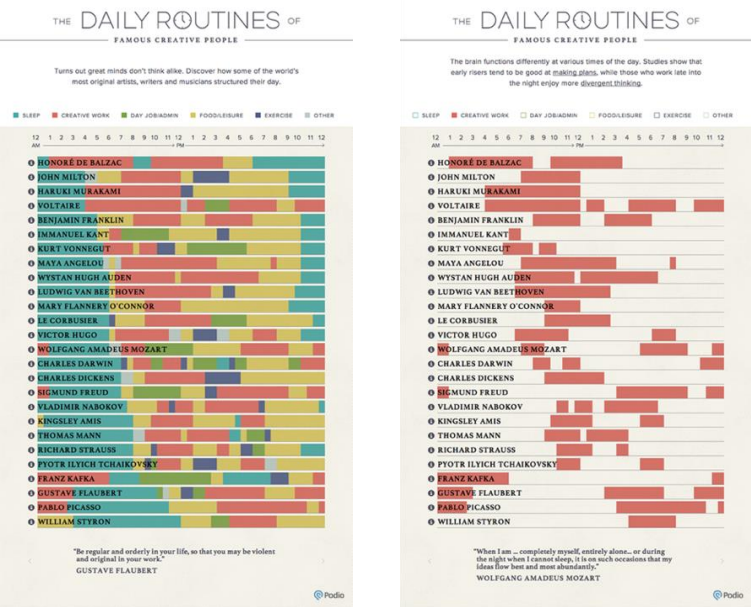 THE DAILY ROUTINES OF
FAMOUS CREATIVE PEOPLE
Turns out great minds don't think alike. Discover how some of the world's
most original artists, writers and musicians structured their day.
SLEEP CREATIVE WORK DAY JOB/ADMIN FOOD/LEISURE EXERCISE OTHER
12 1 2 3 4 5 6 7 8 9 10 11 12 1 2 3 4 5 6 7 8 9 10 11 12
AM PM
HONORÉ DE BALZAC
JOHN MILTON
HARUKI MURAKAMI
VOLTAIRE
BENJAMIN FRANKLIN
IMMANUEL KANT
KURT VONNEGUT
MAYA ANGELOU
WYSTAN HUGH AUDEN
LUDWIG VAN BEETHOVEN
MARY FLANNERY O'CONNOR
LE CORBUSIER
VICTOR HUGO
WOLFGANG AMADEUS MOZART
CHARLES DARWIN
CHARLES DICKENS
SIGMUND FREUD
VLADIMIR NABOKOV
KINGSLEY AMIS
THOMAS MANN
RICHARD STRAUSS
PYOTR ILYICH TCHAIKOVSKY
FRANZ KAFKA
GUSTAVE FLAUBERT
PABLO PICASSO
WILLIAM STYRON
"Be regular and orderly in your life, so that you may be violent
and original in your work."
GUSTAVE FLAUBERT
Podio
THE DAILY ROUTINES OF
FAMOUS CREATIVE PEOPLE
The brain functions differently at various times of the day. Studies show that
early risers tend to be good at making plans, while those who work late into
the night enjoy more divergent thinking.
SLEEP CREATIVE WORK DAY JOB/ADMIN FOOD/LEISURE EXERCISE OTHER
12 1 2 3 4 5 6 7 8 9 10 11 12 1 2 3 4 5 6 7 8 9 10 11 12
AM PM
HONORÉ DE BALZAC
JOHN MILTON
HARUKI MURAKAMI
VOLTAIRE
BENJAMIN FRANKLIN
IMMANUEL KANT
KURT VONNEGUT
MAYA ANGELOU
WYSTAN HUGH AUDEN
LUDWIG VAN BEETHOVEN
MARY FLANNERY O'CONNOR
LE CORBUSIER
VICTOR HUGO
WOLFGANG AMADEUS MOZART
CHARLES DARWIN
CHARLES DICKENS
SIGMUND FREUD
VLADIMIR NABOKOV
KINGSLEY AMIS
THOMAS MANN
RICHARD STRAUSS
PYOTR ILYICH TCHAIKOVSKY
FRANZ KAFKA
GUSTAVE FLAUBERT
PABLO PICASSO
WILLIAM STYRON
"When I am ... completely myself, entirely alone... or during
the night when I cannot sleep, it is on such occasions that my
ideas flow best and most abundantly."
WOLFGANG AMADEUS MOZART
Podio